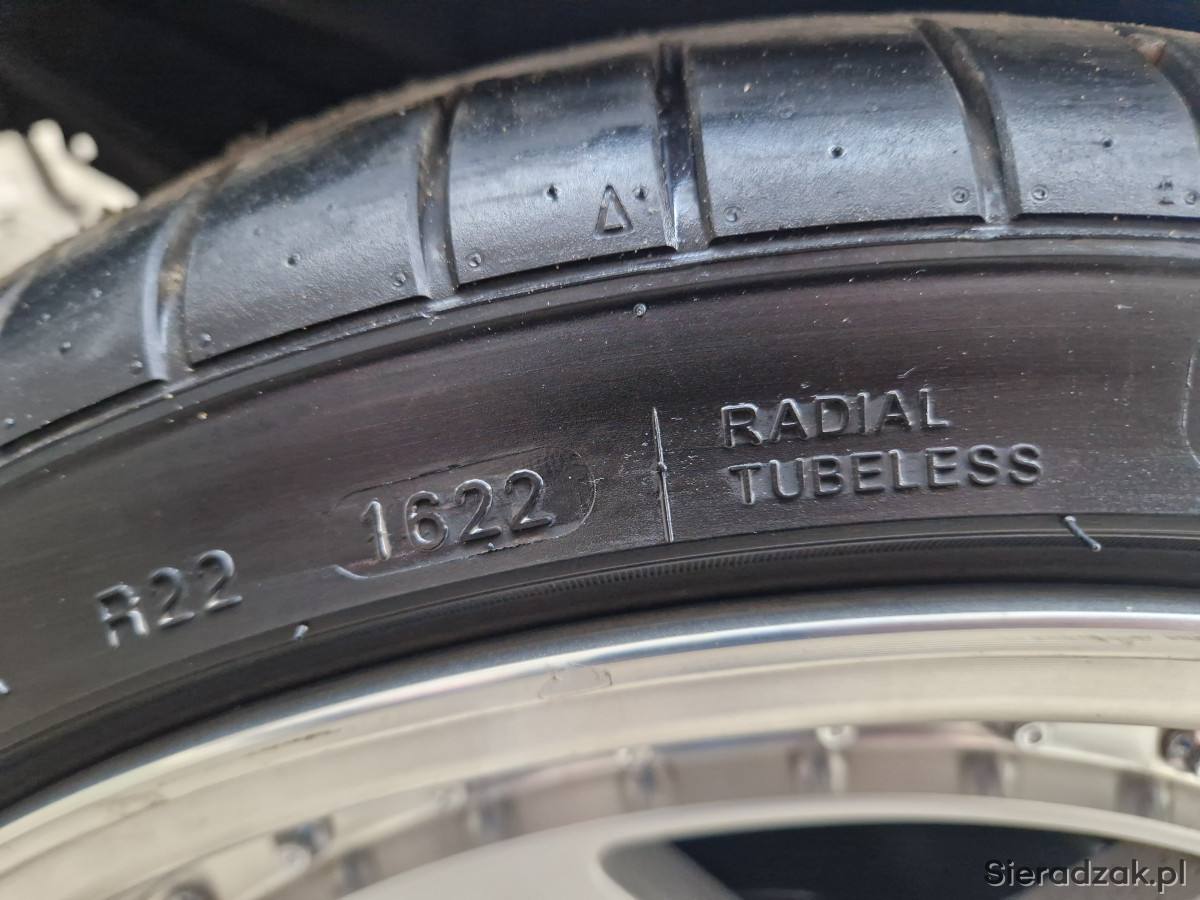 RADIAL
TUBELESS
1622
R22
Sieradzak.pl